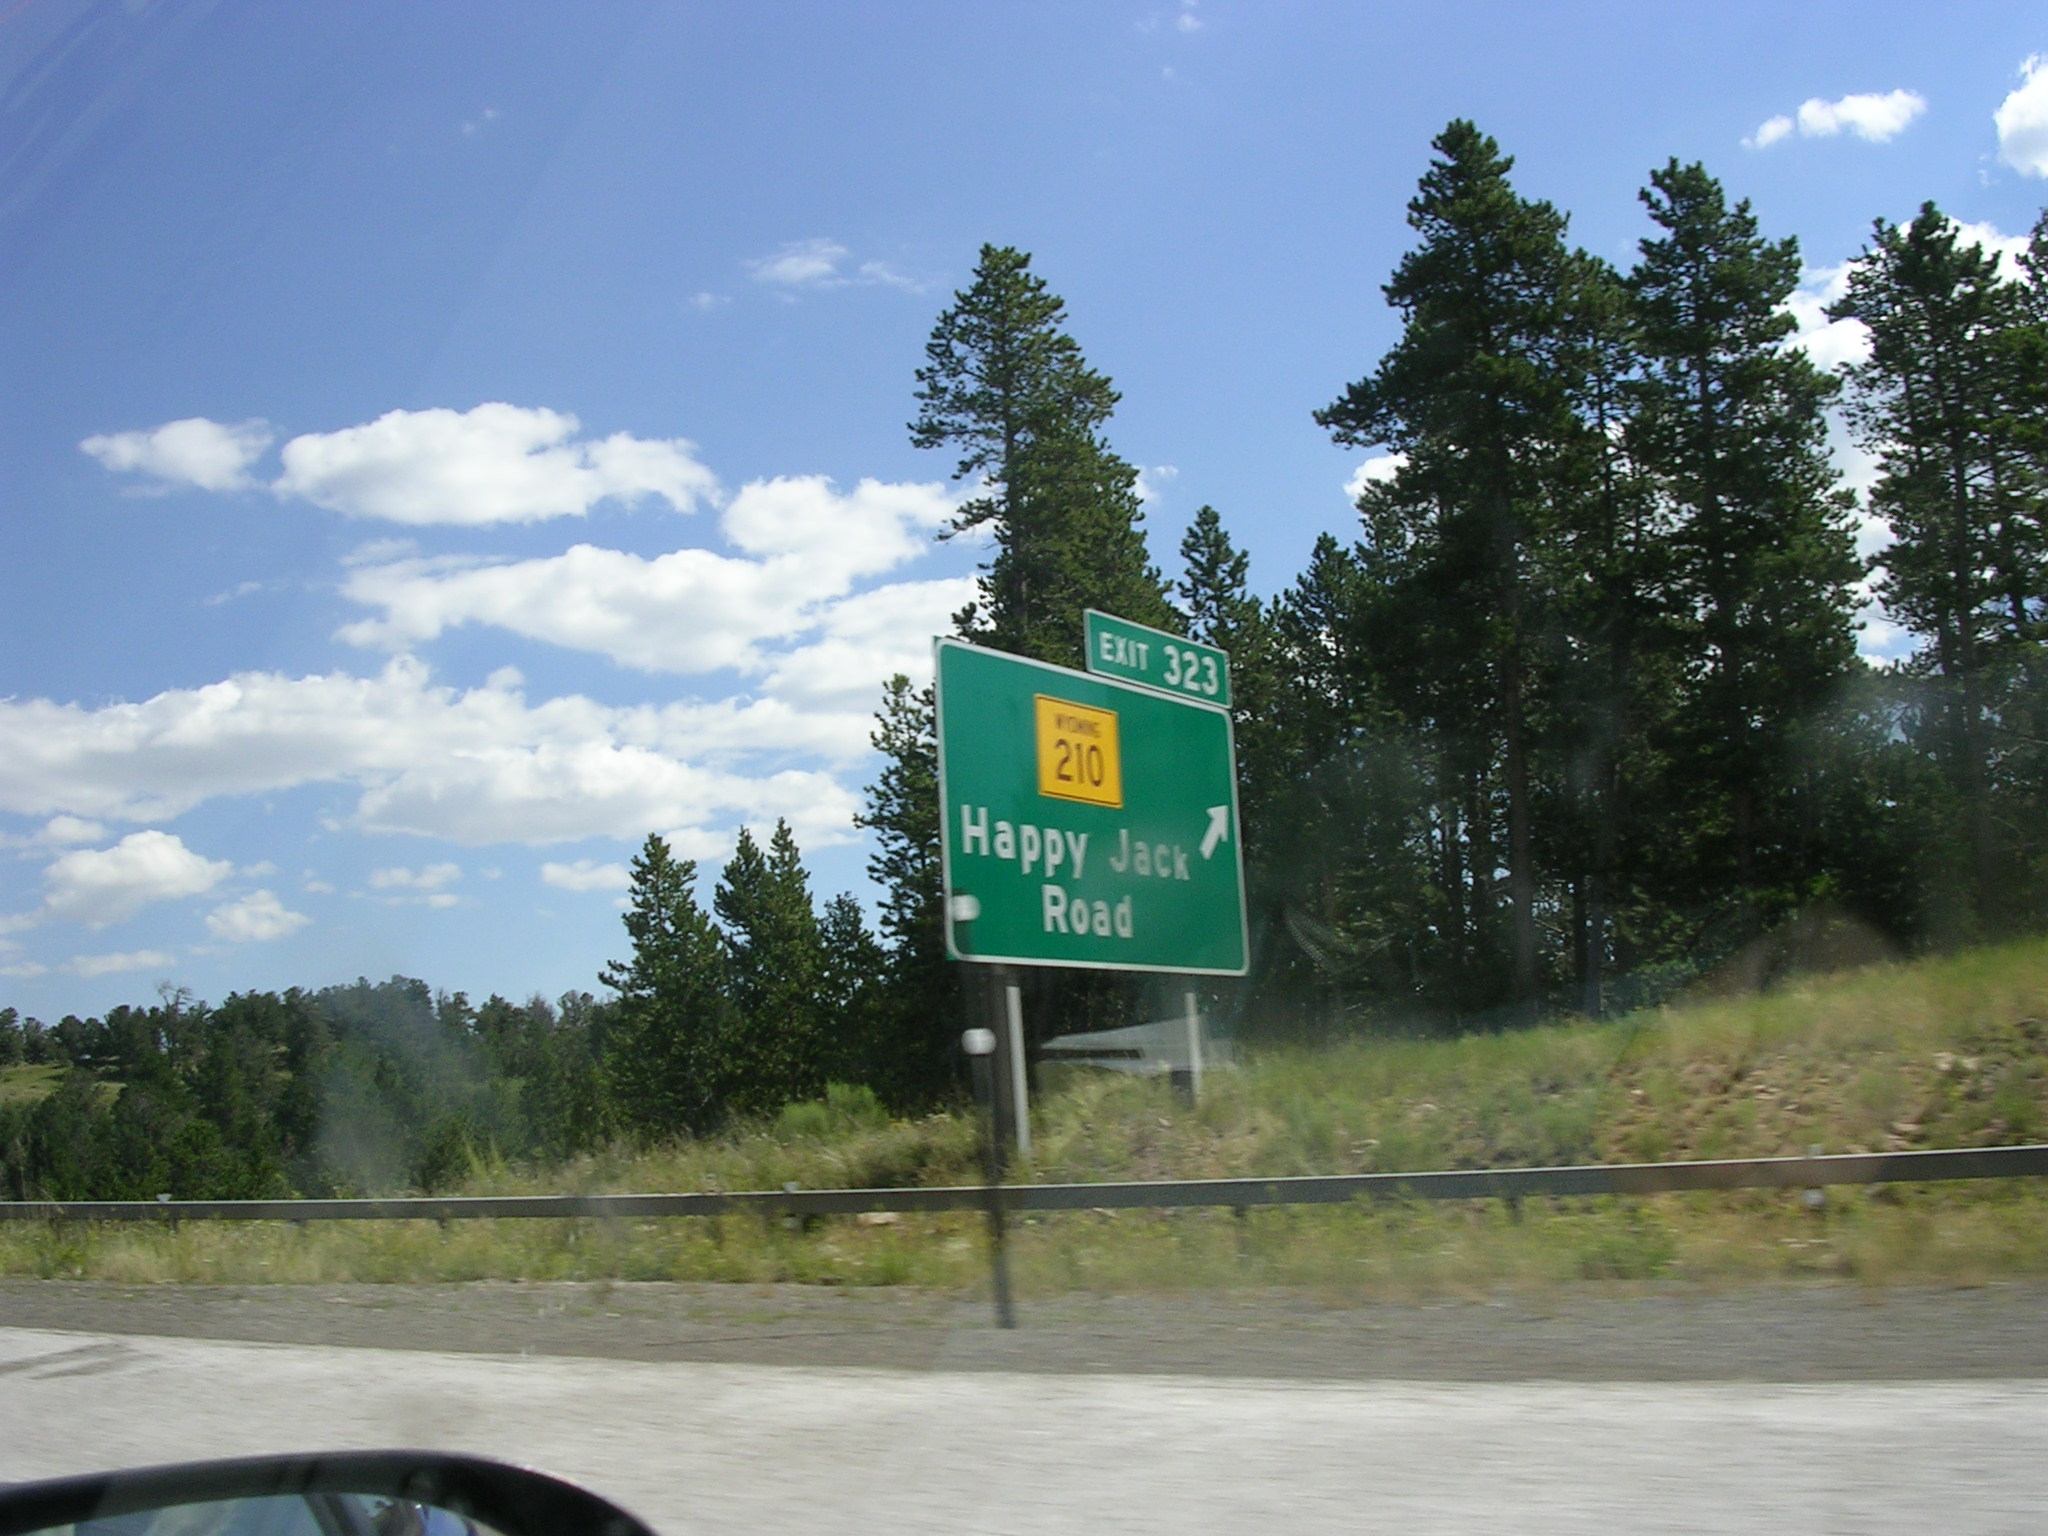 EXIT 323
WYOMING
210
Happy Jack
Road